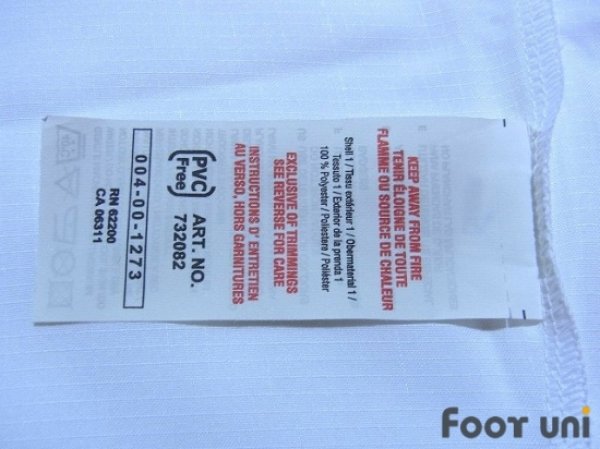 KEEP AWAY FROM FIRE
TENIR ÉLOIGNE DE TOUTE
FLAMME OU SOURCE DE CHALEUR
Shell 1 / Tissu extérieur 1 / Obermaterial 1 /
Tessuto 1 / Exterior de la prenda 1
100 % Polyester / Poliestere / Poliéster
EXCLUSIVE OF TRIMMINGS
SEE REVERSE FOR CARE
INSTRUCTIONS D' ENTRETIEN
AU VERSO, HORS GARNITURES
PVC Free
ART. NO.
732082
004-00-1273
RN 62200
CA 06311
Foot uni